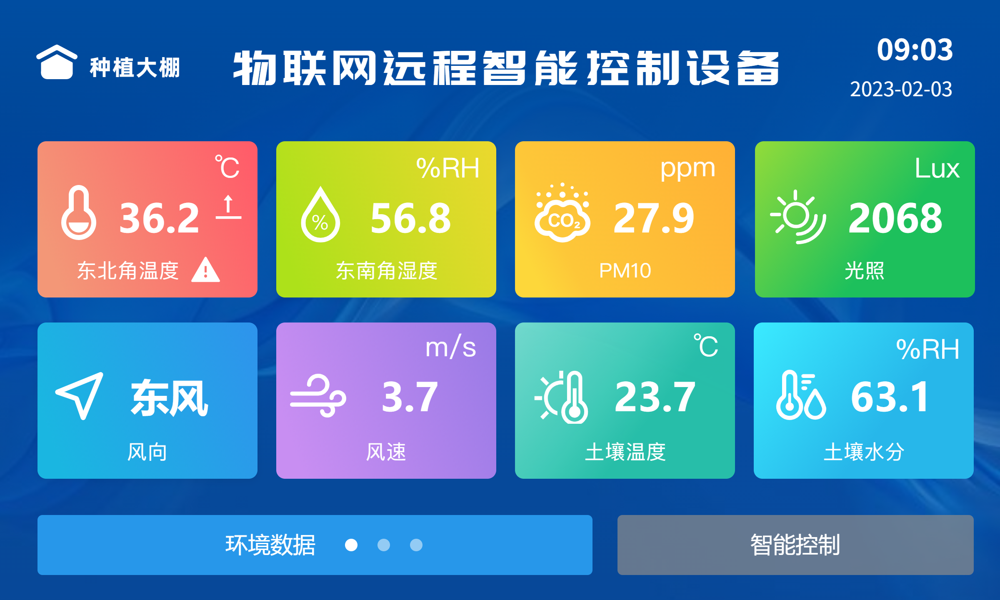 种植大棚
物联网远程智能控制设备
09:03
2023-02-03
℃
36.2
东北角温度
%RH
%
56.8
东南角湿度
ppm
CO₂
27.9
PM10
Lux
2068
光照
东风
风向
m/s
3.7
风速
℃
23.7
土壤温度
%RH
63.1
土壤水分
环境数据
智能控制